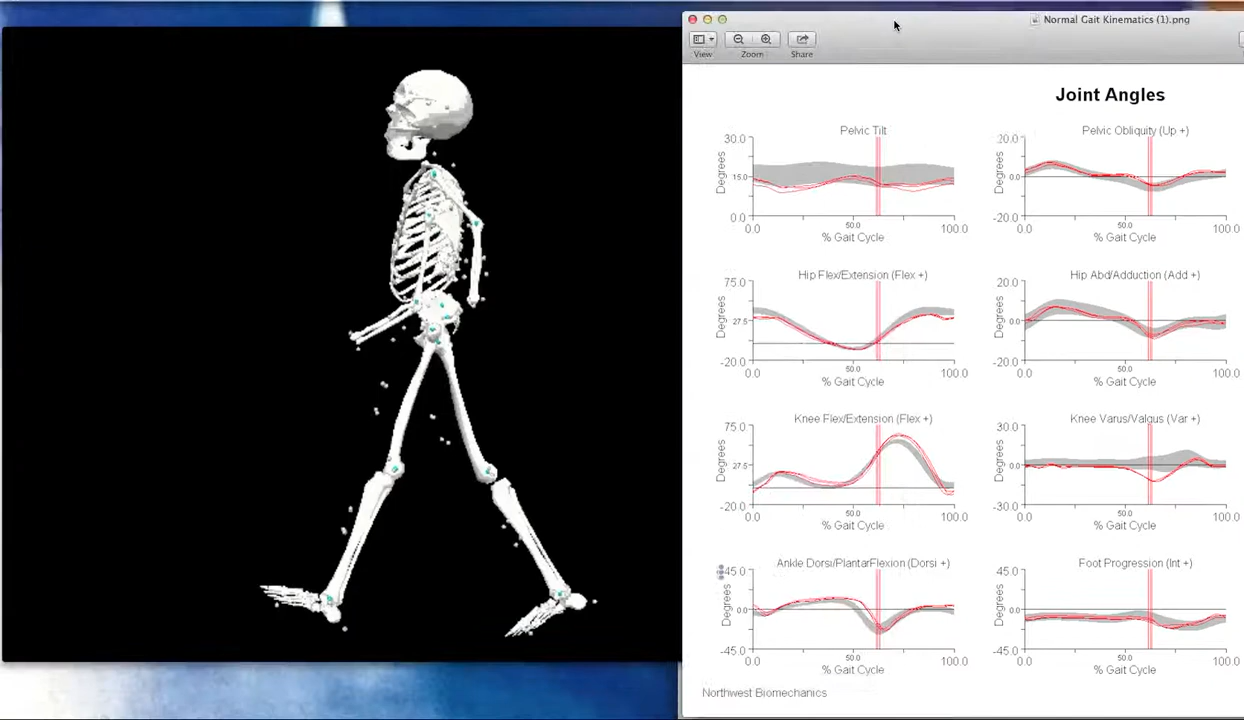 Normal Gait Kinematics (1).png
View Zoom Share
Joint Angles
Pelvic Tilt
30.0
15.0
0.0
Degrees
0.0 50.0 100.0
% Gait Cycle
Pelvic Obliquity (Up +)
20.0
0.0
-20.0
Degrees
0.0 50.0 100.0
% Gait Cycle
Hip Flex/Extension (Flex +)
75.0
27.5
-20.0
Degrees
0.0 50.0 100.0
% Gait Cycle
Hip Abd/Adduction (Add +)
20.0
0.0
-20.0
Degrees
0.0 50.0 100.0
% Gait Cycle
Knee Flex/Extension (Flex +)
75.0
27.5
-20.0
Degrees
0.0 50.0 100.0
% Gait Cycle
Knee Varus/Valgus (Var +)
30.0
0.0
-30.0
Degrees
0.0 50.0 100.0
% Gait Cycle
Ankle Dorsi/PlantarFlexion (Dorsi +)
45.0
0.0
-45.0
Degrees
0.0 50.0 100.0
% Gait Cycle
Foot Progression (Int +)
45.0
0.0
-45.0
Degrees
0.0 50.0 100.0
% Gait Cycle
Northwest Biomechanics